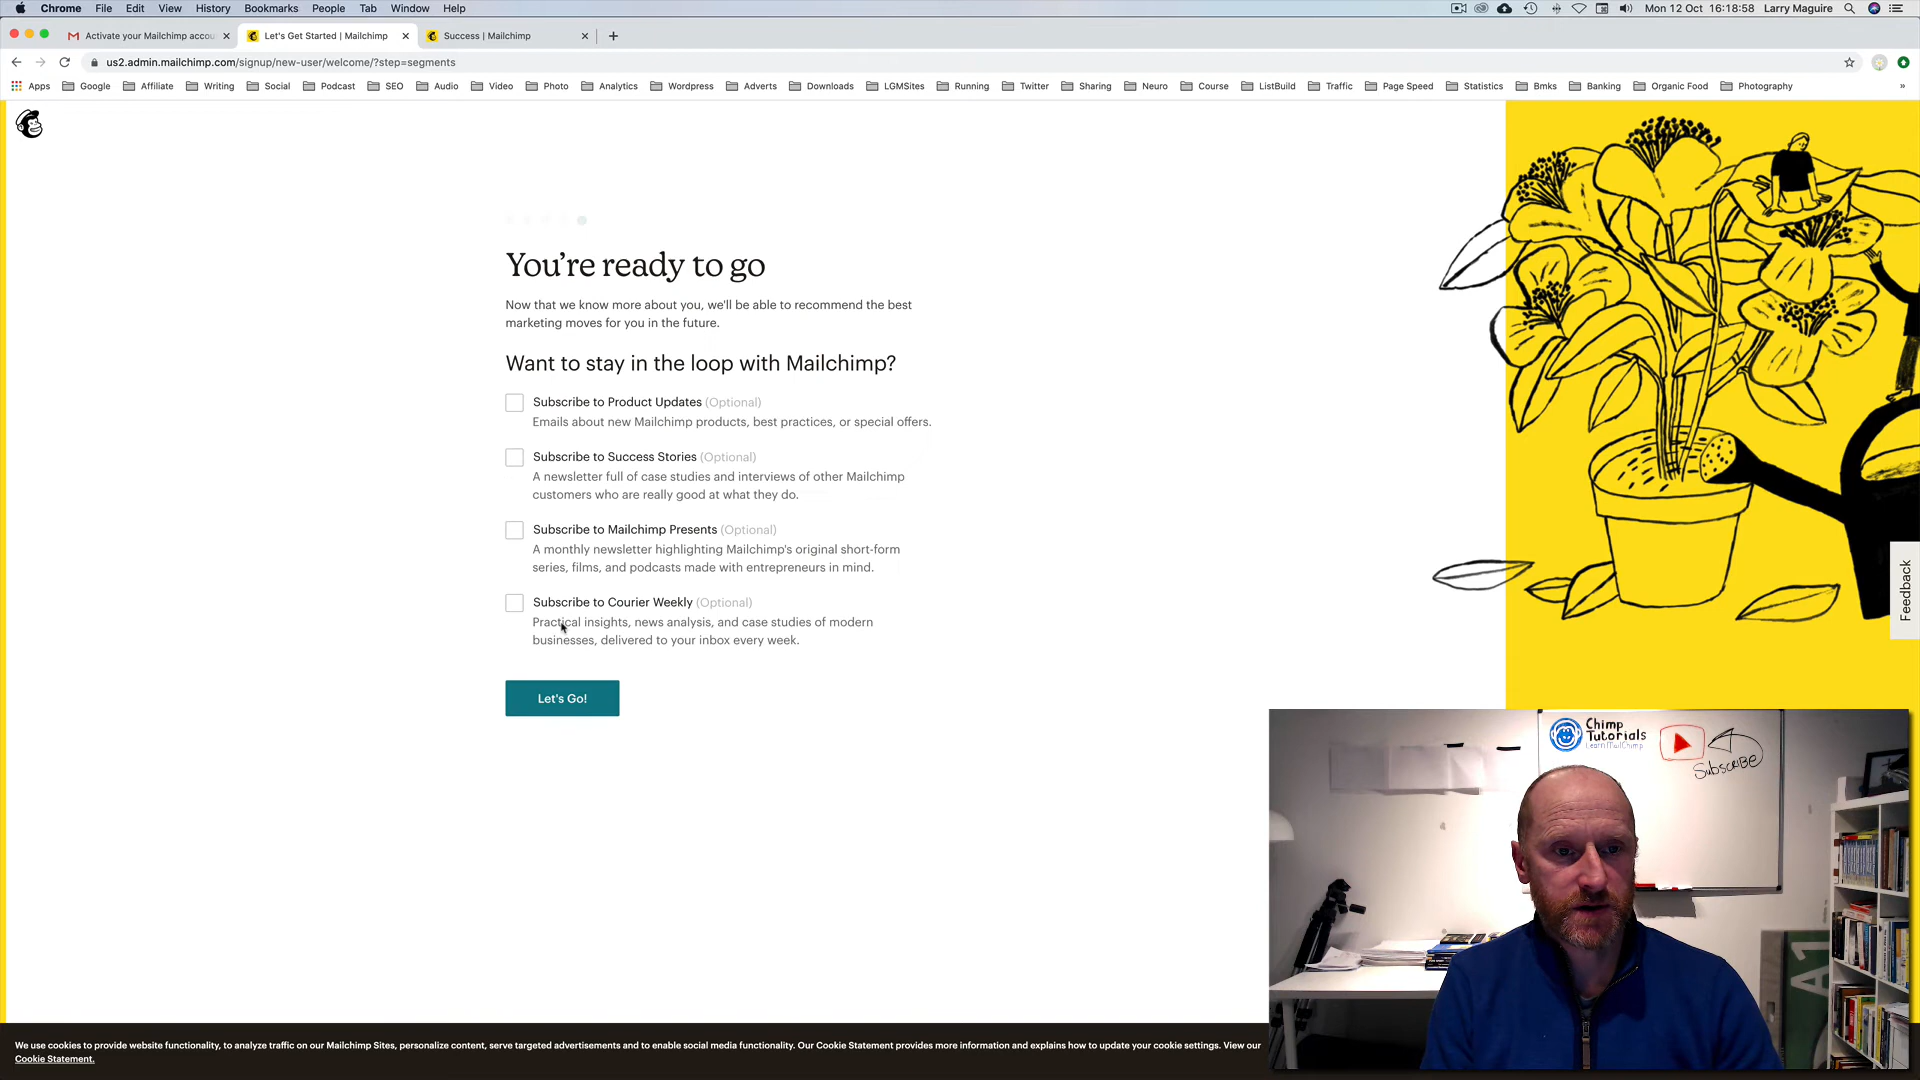 Chrome File Edit View History Bookmarks People Tab Window Help Mon 12 Oct 16:18:58 Larry Maguire
Activate your Mailchimp accou Let's Get Started | Mailchimp Success | Mailchimp
us2.admin.mailchimp.com/signup/new-user/welcome/?step=segments
Apps Google Affiliate Writing Social Podcast SEO Audio Video Photo Analytics Wordpress Adverts Downloads LGMSites Running Twitter Sharing Neuro Course ListBuild Traffic Page Speed Statistics Bmks Banking Organic Food Photography »
You're ready to go
Now that we know more about you, we'll be able to recommend the best
marketing moves for you in the future.
Want to stay in the loop with Mailchimp?
Subscribe to Product Updates (Optional)
Emails about new Mailchimp products, best practices, or special offers.
Subscribe to Success Stories (Optional)
A newsletter full of case studies and interviews of other Mailchimp
customers who are really good at what they do.
Subscribe to Mailchimp Presents (Optional)
A monthly newsletter highlighting Mailchimp's original short-form
series, films, and podcasts made with entrepreneurs in mind.
Subscribe to Courier Weekly (Optional)
Practical insights, news analysis, and case studies of modern
businesses, delivered to your inbox every week.
Let's Go!
Feedback
Chimp
Tutorials
Learn MailChimp
Subscribe
A1
We use cookies to provide website functionality, to analyze traffic on our Mailchimp Sites, personalize content, serve targeted advertisements and to enable social media functionality. Our Cookie Statement provides more information and explains how to update your cookie settings. View our
Cookie Statement.